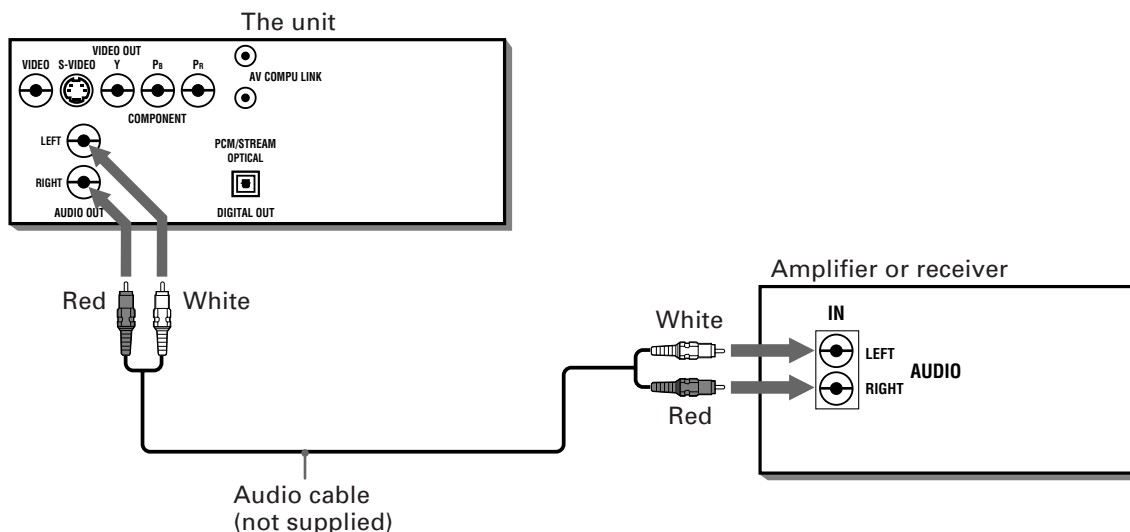 The unit
VIDEO OUT
VIDEO S-VIDEO Y PB PR
AV COMPU LINK
COMPONENT
LEFT
PCM/STREAM
OPTICAL
RIGHT
AUDIO OUT
DIGITAL OUT
Red
White
Amplifier or receiver
IN
White
LEFT
AUDIO
RIGHT
Red
Audio cable
(not supplied)